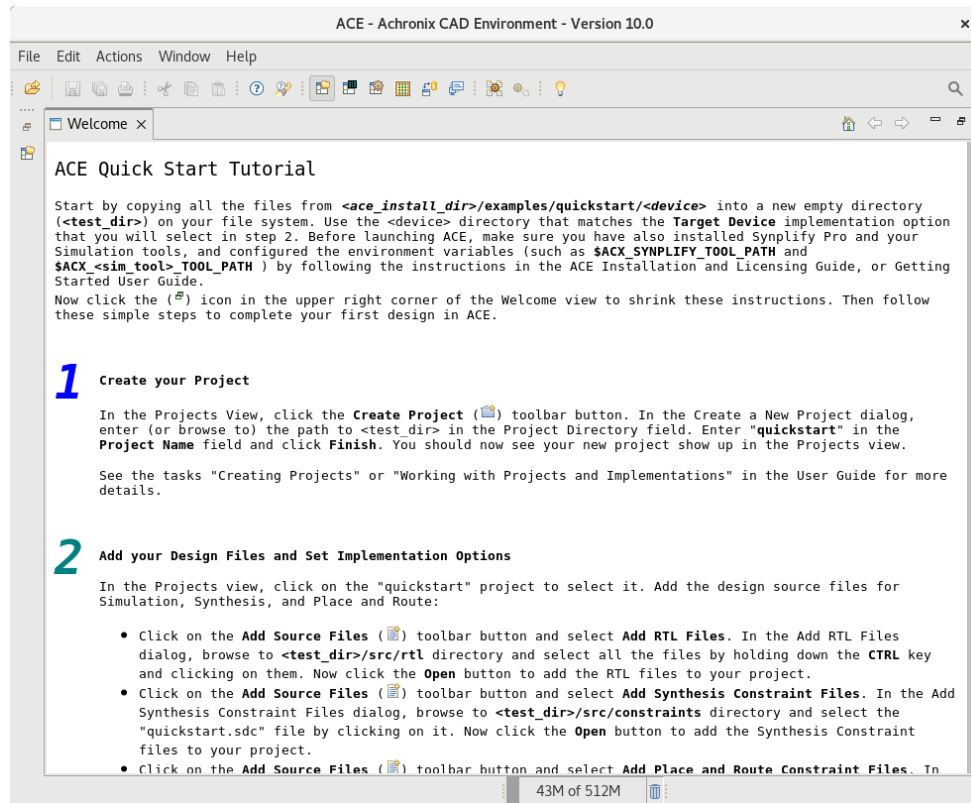 ACE - Achronix CAD Environment - Version 10.0
File Edit Actions Window Help
Welcome
ACE Quick Start Tutorial
Start by copying all the files from <ace_install_dir>/examples/quickstart/<device> into a new empty directory
(<test_dir>) on your file system. Use the <device> directory that matches the Target Device implementation option
that you will select in step 2. Before launching ACE, make sure you have also installed Synplify Pro and your
Simulation tools, and configured the environment variables (such as $ACX_SYNPLIFY_TOOL_PATH and
$ACX_<sim_tool>_TOOL_PATH ) by following the instructions in the ACE Installation and Licensing Guide, or Getting
Started User Guide.
Now click the ( ) icon in the upper right corner of the Welcome view to shrink these instructions. Then follow
these simple steps to complete your first design in ACE.
1 Create your Project
In the Projects View, click the Create Project ( ) toolbar button. In the Create a New Project dialog,
enter (or browse to) the path to <test_dir> in the Project Directory field. Enter "quickstart" in the
Project Name field and click Finish. You should now see your new project show up in the Projects view.
See the tasks "Creating Projects" or "Working with Projects and Implementations" in the User Guide for more
details.
2 Add your Design Files and Set Implementation Options
In the Projects view, click on the "quickstart" project to select it. Add the design source files for
Simulation, Synthesis, and Place and Route:
• Click on the Add Source Files ( ) toolbar button and select Add RTL Files. In the Add RTL Files
dialog, browse to <test_dir>/src/rtl directory and select all the files by holding down the CTRL key
and clicking on them. Now click the Open button to add the RTL files to your project.
• Click on the Add Source Files ( ) toolbar button and select Add Synthesis Constraint Files. In the Add
Synthesis Constraint Files dialog, browse to <test_dir>/src/constraints directory and select the
"quickstart.sdc" file by clicking on it. Now click the Open button to add the Synthesis Constraint
files to your project.
• Click on the Add Source Files ( ) toolbar button and select Add Place and Route Constraint Files. In
43M of 512M